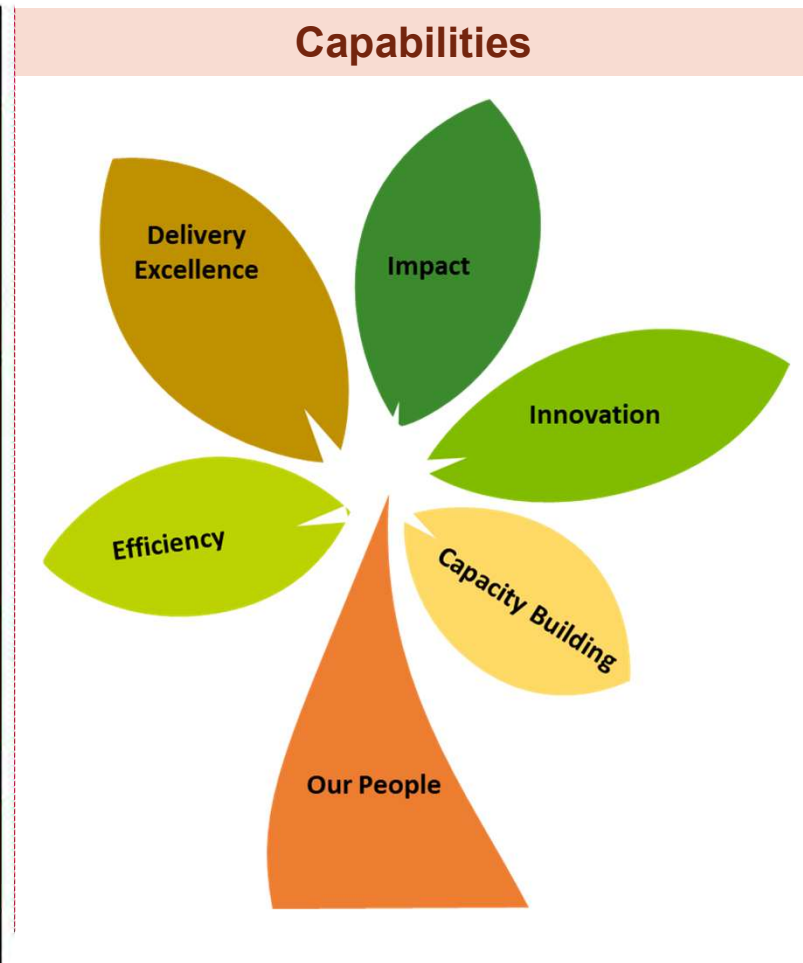 Capabilities
Delivery
Excellence
Impact
Innovation
Efficiency
Capacity Building
Our People